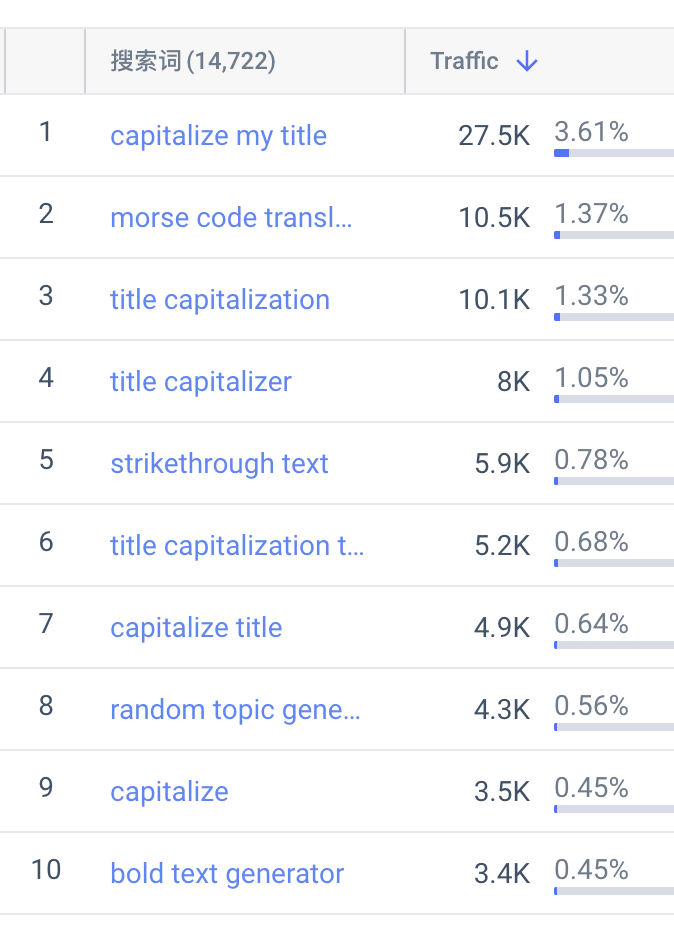 搜索词 (14,722) Traffic
1 capitalize my title 27.5K 3.61%
2 morse code transl... 10.5K 1.37%
3 title capitalization 10.1K 1.33%
4 title capitalizer 8K 1.05%
5 strikethrough text 5.9K 0.78%
6 title capitalization t... 5.2K 0.68%
7 capitalize title 4.9K 0.64%
8 random topic gene... 4.3K 0.56%
9 capitalize 3.5K 0.45%
10 bold text generator 3.4K 0.45%